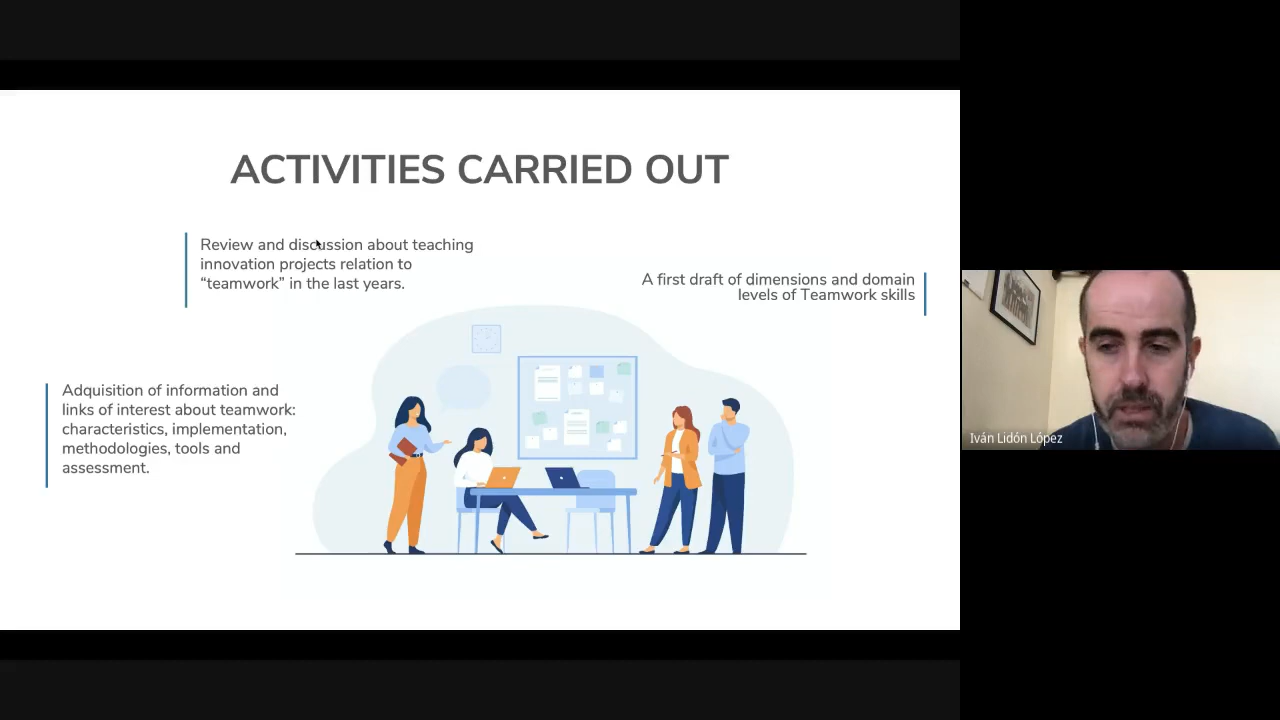 ACTIVITIES CARRIED OUT
Review and discussion about teaching
innovation projects relation to
“teamwork” in the last years.
A first draft of dimensions and domain
levels of Teamwork skills
Adquisition of information and
links of interest about teamwork:
characteristics, implementation,
methodologies, tools and
assessment.
Iván Lidón López